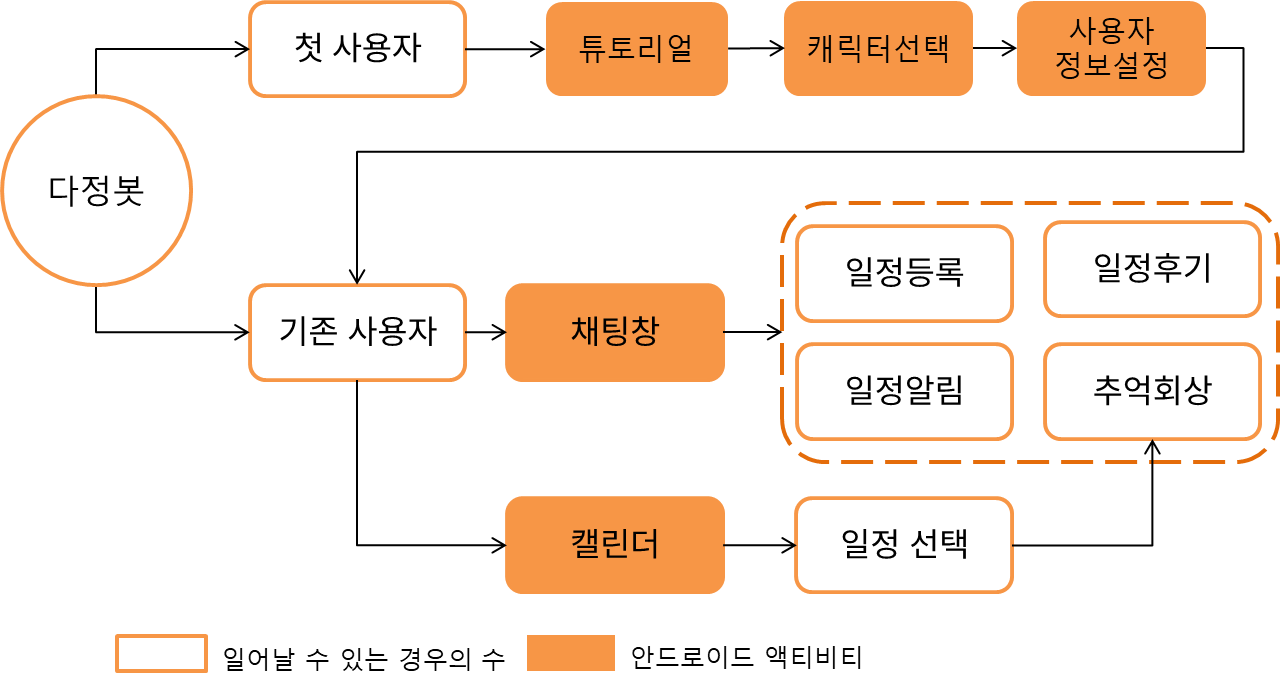 첫 사용자
튜토리얼
캐릭터선택
사용자
정보설정
다정봇
기존 사용자
채팅창
일정등록
일정후기
일정알림
추억회상
캘린더
일정 선택
일어날 수 있는 경우의 수
안드로이드 액티비티